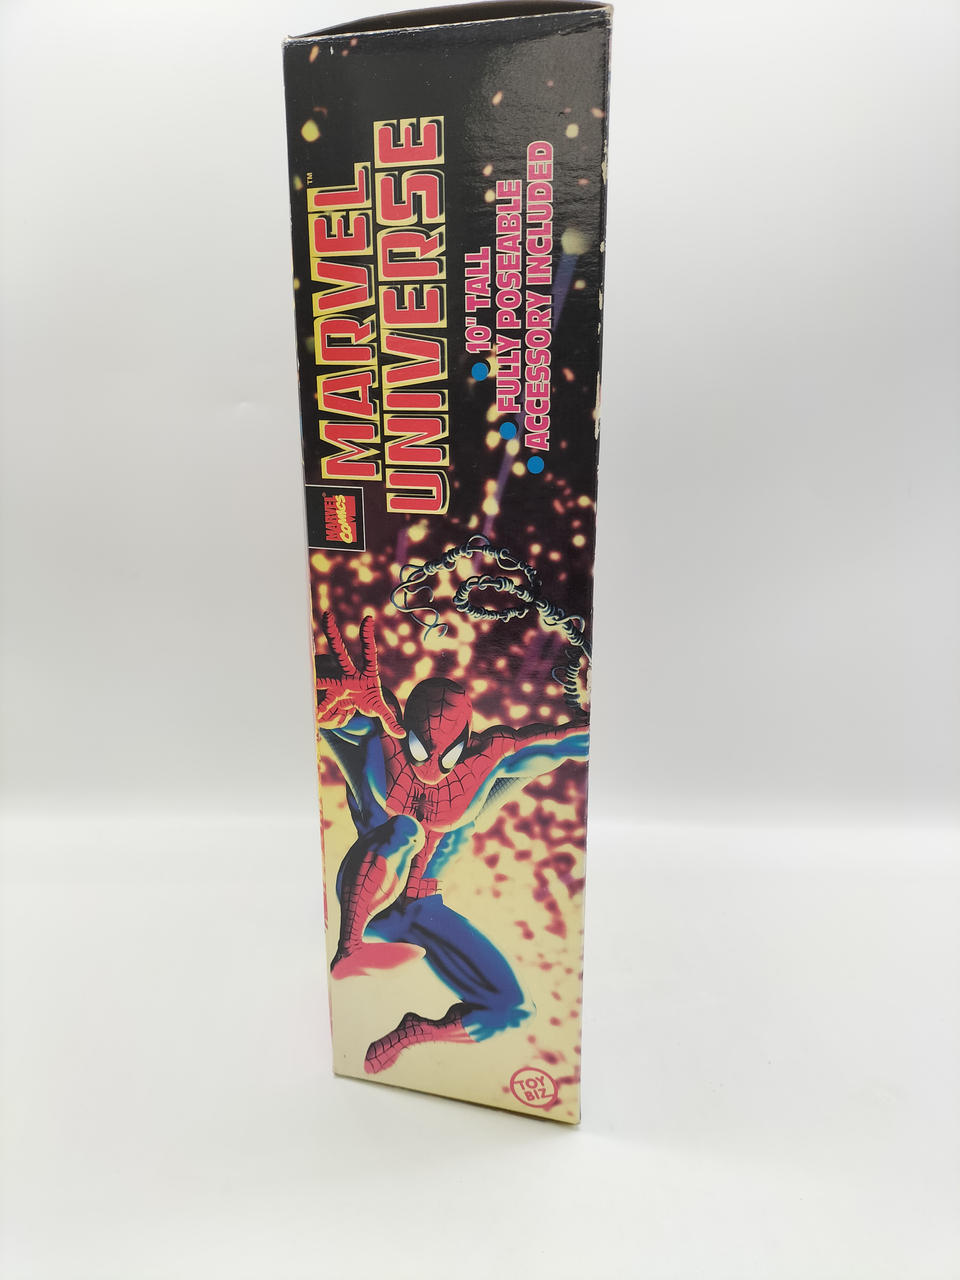 MARVEL™
UNIVERSE
10" TALL
FULLY POSEABLE
ACCESSORY INCLUDED
MARVEL®
COMICS
TOY
BIZ